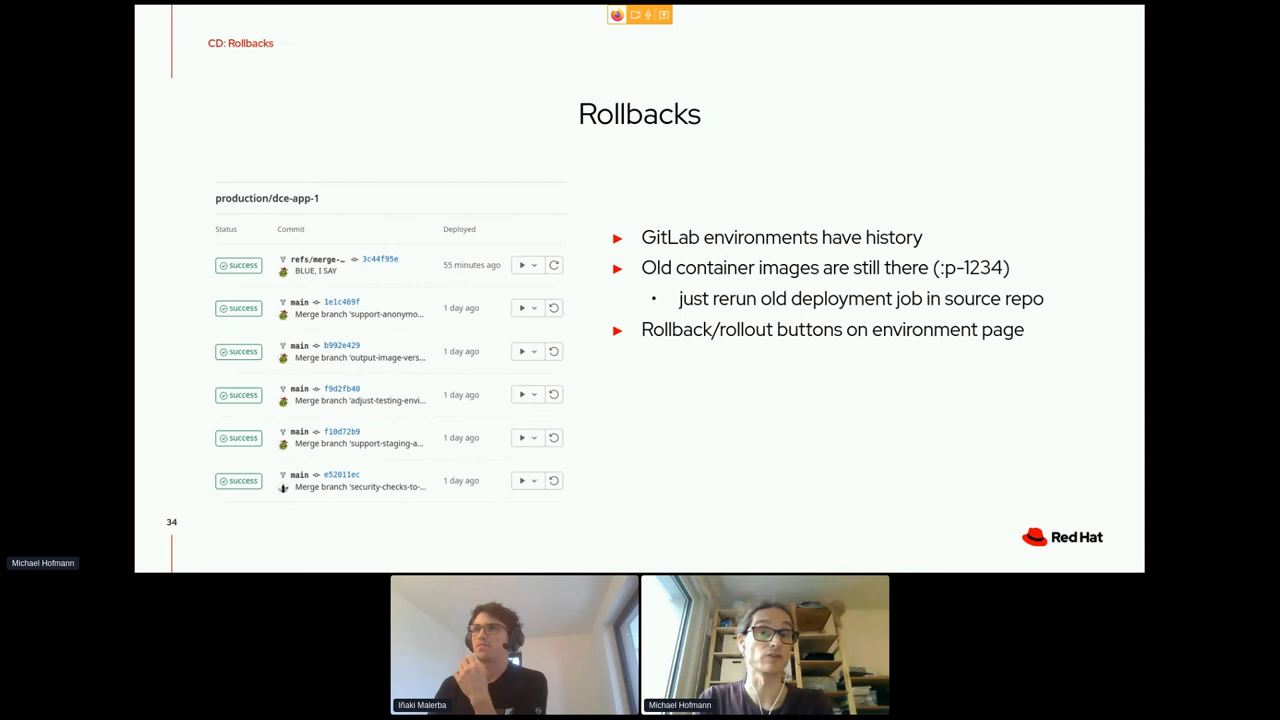 CD: Rollbacks
Rollbacks
production/dce-app-1
Status Commit Deployed
success refs/merge-… 3c44f95e 55 minutes ago
BLUE, I SAY
success main 1e1c469f 1 day ago
Merge branch 'support-anonymo...
success main b992e429 1 day ago
Merge branch 'output-image-vers...
success main f9d2fb40 1 day ago
Merge branch 'adjust-testing-envi...
success main f10d72b9 1 day ago
Merge branch 'support-staging-a...
success main e52011ec 1 day ago
Merge branch 'security-checks-to-...
GitLab environments have history
Old container images are still there (:p-1234)
just rerun old deployment job in source repo
Rollback/rollout buttons on environment page
34
Red Hat
Michael Hofmann
Iñaki Malerba
Michael Hofmann